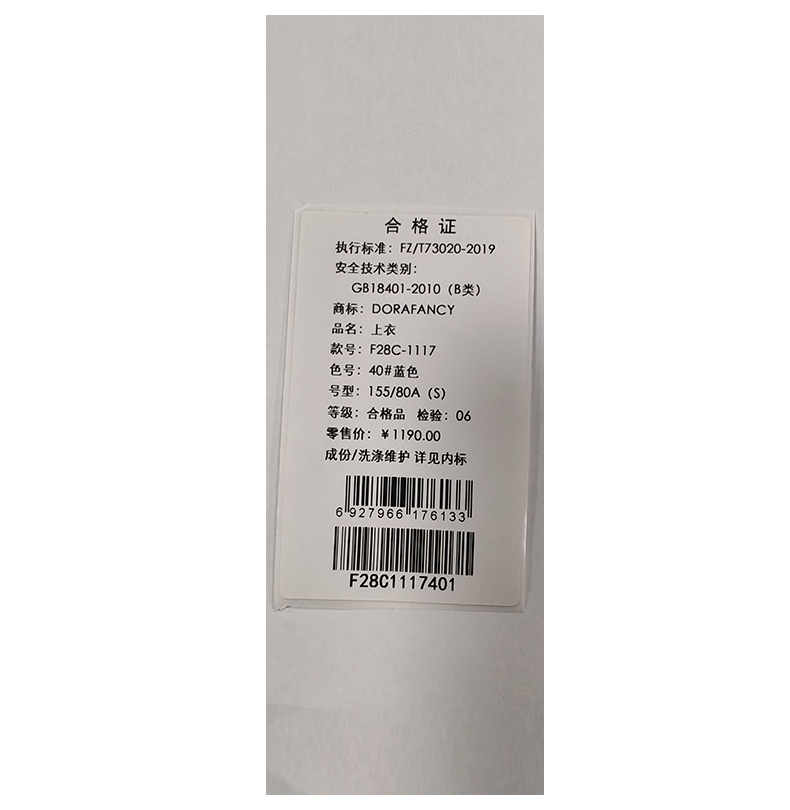 合格证
执行标准：FZ/T73020-2019
安全技术类别：
GB18401-2010（B类）
商标：DORAFANCY
品名：上衣
款号：F28C-1117
色号：40#蓝色
号型：155/80A（S）
等级：合格品 检验：06
零售价：￥1190.00
成份/洗涤维护 详见内标
6 927966 176133
F28C1117401